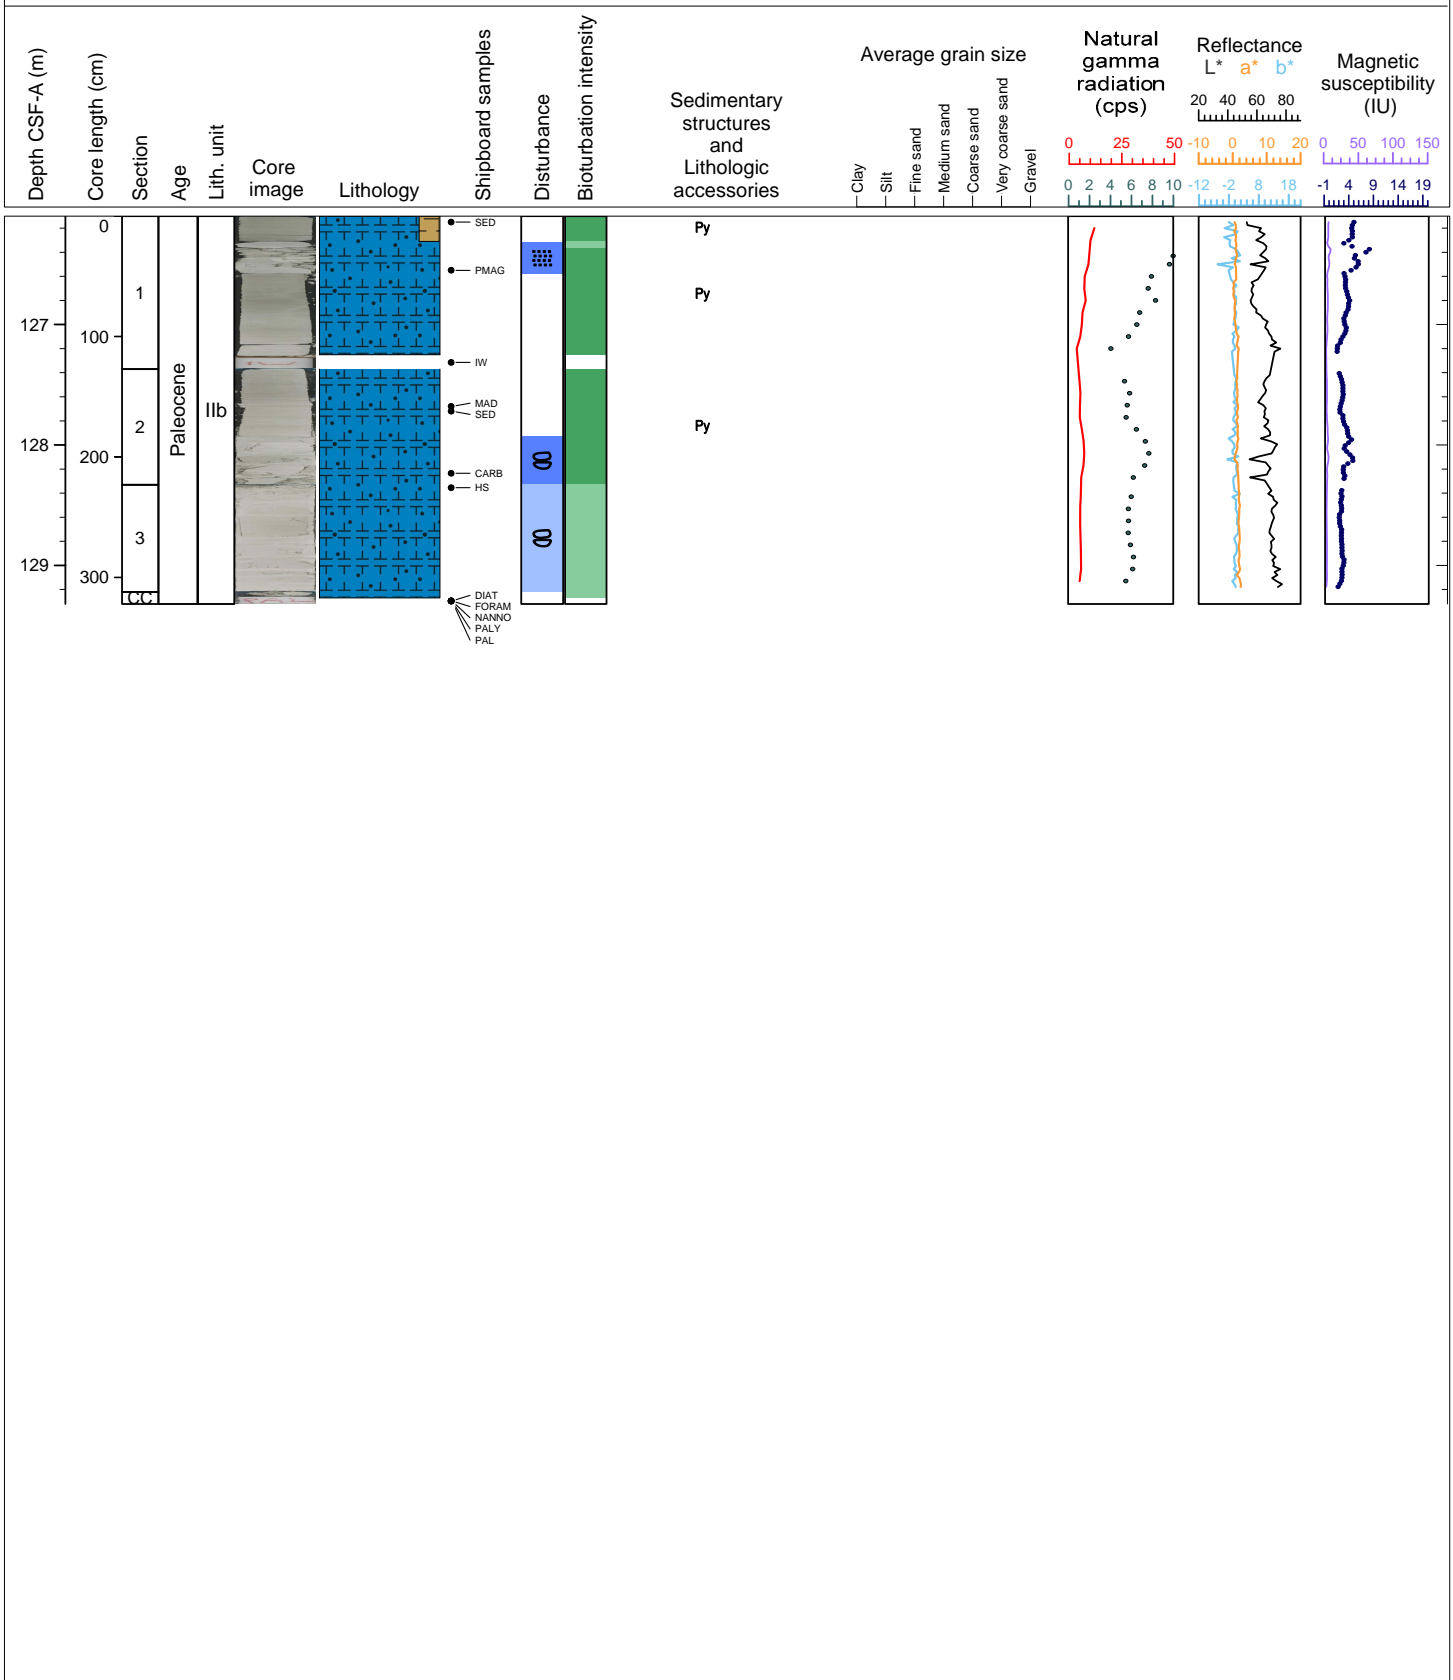 Depth CSF-A (m)
Core length (cm)
Section
Age
Lith. unit
Core
image
Lithology
Shipboard samples
Disturbance
Bioturbation intensity
Sedimentary
structures
and
Lithologic
accessories
Average grain size
Clay
Silt
Fine sand
Medium sand
Coarse sand
Very coarse sand
Gravel
Natural
gamma
radiation
(cps)
0 25 50
0 2 4 6 8 10
Reflectance
L* a* b*
20 40 60 80
-10 0 10 20
-12 -2 8 18
Magnetic
susceptibility
(IU)
0 50 100 150
-1 4 9 14 19
127
128
129
0
100
200
300
1
2
3
CC
Paleocene
IIb
SED
PMAG
IW
MAD
SED
CARB
HS
DIAT
FORAM
NANNO
PALY
PAL
Py
Py
Py